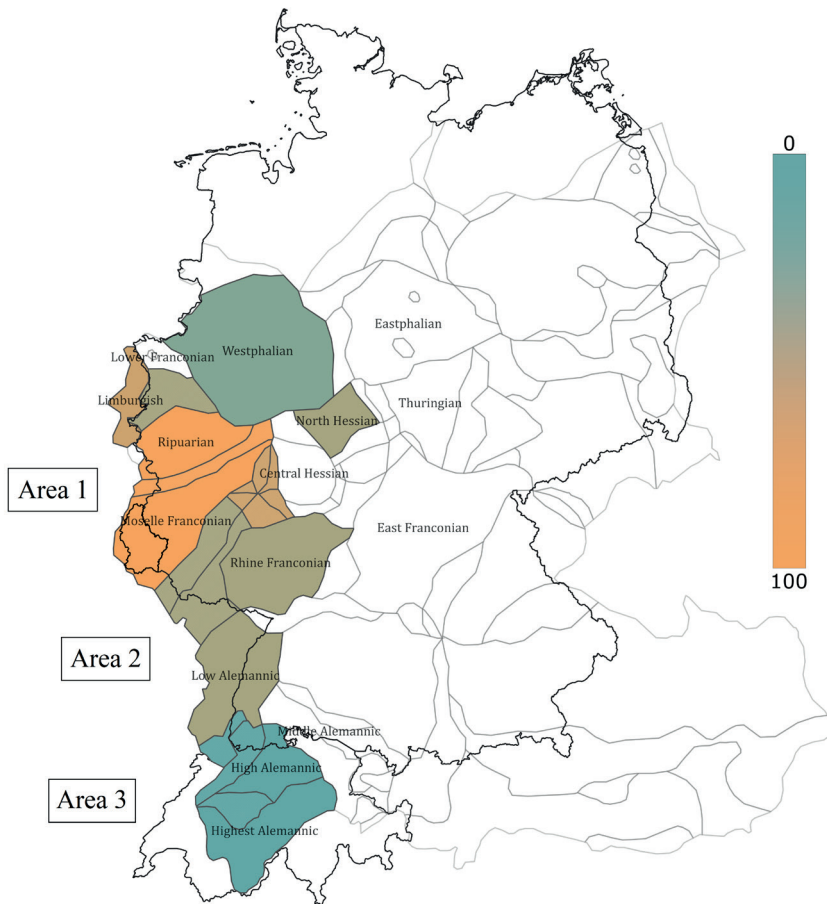 0
Eastphalian
Westphalian
Lower Franconian
Limburgish
Thuringian
North Hessian
Ripuarian
Central Hessian
Area 1
Moselle Franconian
East Franconian
Rhine Franconian
100
Area 2
Low Alemannic
Middle Alemannic
High Alemannic
Area 3
Highest Alemannic